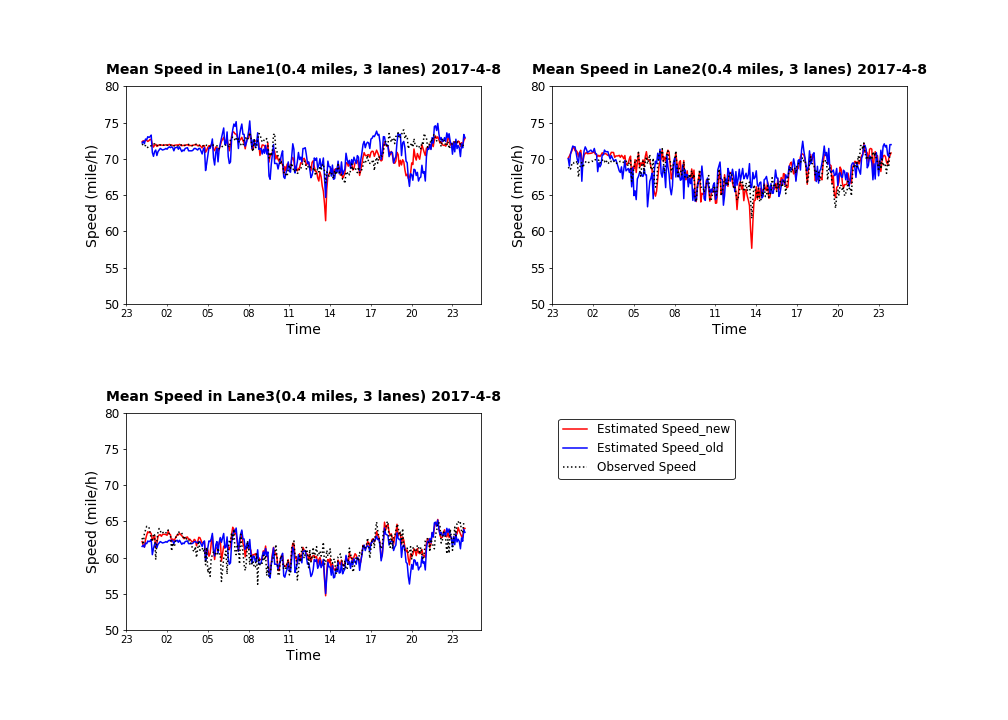 Mean Speed in Lane1(0.4 miles, 3 lanes) 2017-4-8
80
75
70
65
60
55
50
Speed (mile/h)
23 02 05 08 11 14 17 20 23
Time
Mean Speed in Lane2(0.4 miles, 3 lanes) 2017-4-8
80
75
70
65
60
55
50
Speed (mile/h)
23 02 05 08 11 14 17 20 23
Time
Mean Speed in Lane3(0.4 miles, 3 lanes) 2017-4-8
80
75
70
65
60
55
50
Speed (mile/h)
23 02 05 08 11 14 17 20 23
Time
Estimated Speed_new
Estimated Speed_old
Observed Speed